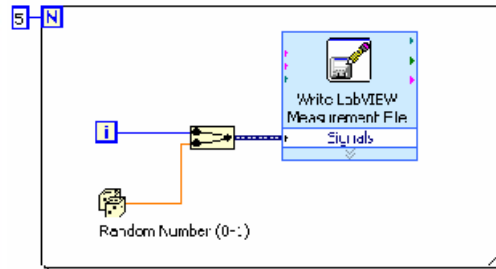 5 N
Write LabVIEW
Measurement File
Signals
i
Random Number (0-1)